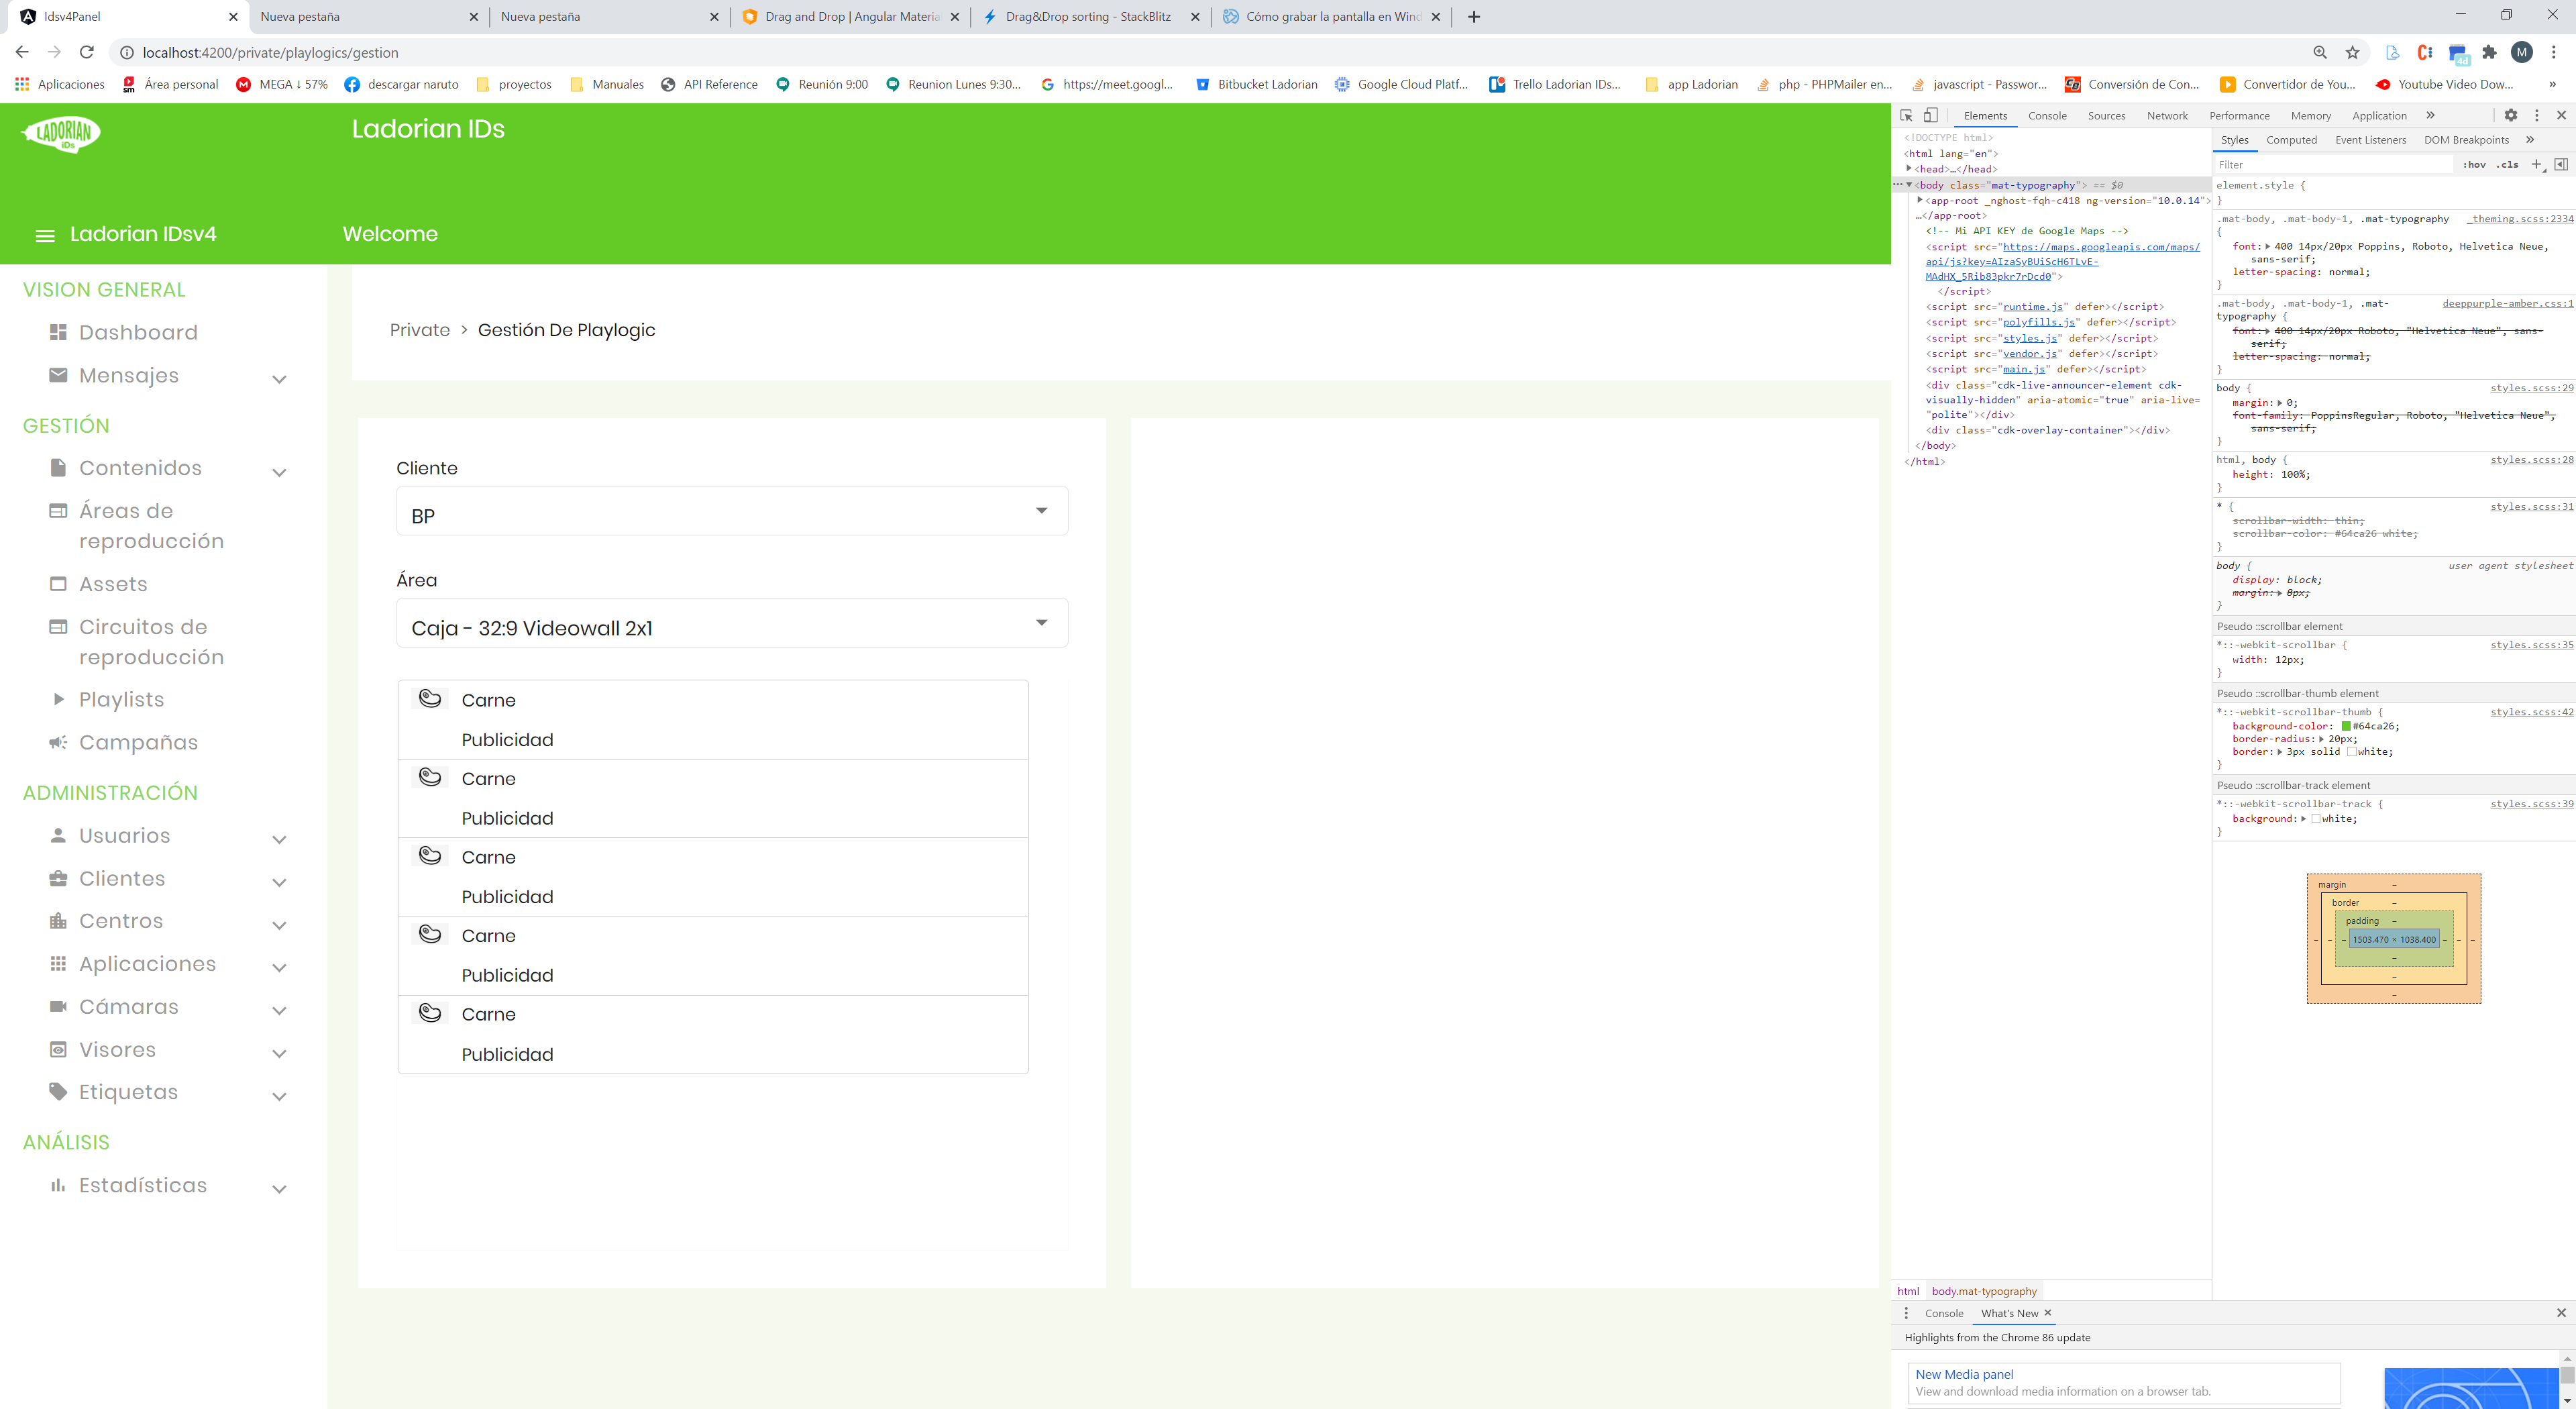 Idsv4Panel
Nueva pestaña
Nueva pestaña
Drag and Drop | Angular Materia
Drag&Drop sorting - StackBlitz
Cómo grabar la pantalla en Wind
localhost:4200/private/playlogics/gestion
M
Aplicaciones
Área personal
MEGA ↓ 57%
descargar naruto
proyectos
Manuales
API Reference
Reunión 9:00
Reunion Lunes 9:30...
https://meet.googl...
Bitbucket Ladorian
Google Cloud Platf...
Trello Ladorian IDs...
app Ladorian
php - PHPMailer en...
javascript - Passwor...
Conversión de Con...
Convertidor de You...
Youtube Video Dow...
»
LADORIAN
iDs
Ladorian IDs
Ladorian IDsv4
Welcome
VISION GENERAL
Dashboard
Mensajes
GESTIÓN
Contenidos
Áreas de
reproducción
Assets
Circuitos de
reproducción
Playlists
Campañas
ADMINISTRACIÓN
Usuarios
Clientes
Centros
Aplicaciones
Cámaras
Visores
Etiquetas
ANÁLISIS
Estadísticas
Private > Gestión De Playlogic
Cliente
BP
Área
Caja - 32:9 Videowall 2x1
Carne
Publicidad
Carne
Publicidad
Carne
Publicidad
Carne
Publicidad
Carne
Publicidad
Elements Console Sources Network Performance Memory Application »
<!DOCTYPE html>
<html lang="en">
<head>…</head>
<body class="mat-typography"> == $0
<app-root _nghost-fqh-c418 ng-version="10.0.14">
…</app-root>
<!-- Mi API KEY de Google Maps -->
<script src="https://maps.googleapis.com/maps/
api/js?key=AIzaSyBUiScH6TLvE-
MAdHX_5Rib83pkr7rDcd0">
</script>
<script src="runtime.js" defer></script>
<script src="polyfills.js" defer></script>
<script src="styles.js" defer></script>
<script src="vendor.js" defer></script>
<script src="main.js" defer></script>
<div class="cdk-live-announcer-element cdk-
visually-hidden" aria-atomic="true" aria-live=
"polite"></div>
<div class="cdk-overlay-container"></div>
</body>
</html>
html body.mat-typography
Styles Computed Event Listeners DOM Breakpoints »
Filter :hov .cls +
element.style {
}
.mat-body, .mat-body-1, .mat-typography _theming.scss:2334
{
font: 400 14px/20px Poppins, Roboto, Helvetica Neue,
sans-serif;
letter-spacing: normal;
}
.mat-body, .mat-body-1, .mat- deeppurple-amber.css:1
typography {
font: 400 14px/20px Roboto, "Helvetica Neue", sans-
serif;
letter-spacing: normal;
}
body { styles.scss:29
margin: 0;
font-family: PoppinsRegular, Roboto, "Helvetica Neue",
sans-serif;
}
html, body { styles.scss:28
height: 100%;
}
* { styles.scss:31
scrollbar-width: thin;
scrollbar-color: #64ca26 white;
}
body { user agent stylesheet
display: block;
margin: 8px;
}
Pseudo ::scrollbar element
*::-webkit-scrollbar { styles.scss:35
width: 12px;
}
Pseudo ::scrollbar-thumb element
*::-webkit-scrollbar-thumb { styles.scss:42
background-color: #64ca26;
border-radius: 20px;
border: 3px solid white;
}
Pseudo ::scrollbar-track element
*::-webkit-scrollbar-track { styles.scss:39
background: white;
}
margin –
border –
padding –
– – – 1503.470 × 1038.400 – – –
–
–
–
Console What's New
Highlights from the Chrome 86 update
New Media panel
View and download media information on a browser tab.